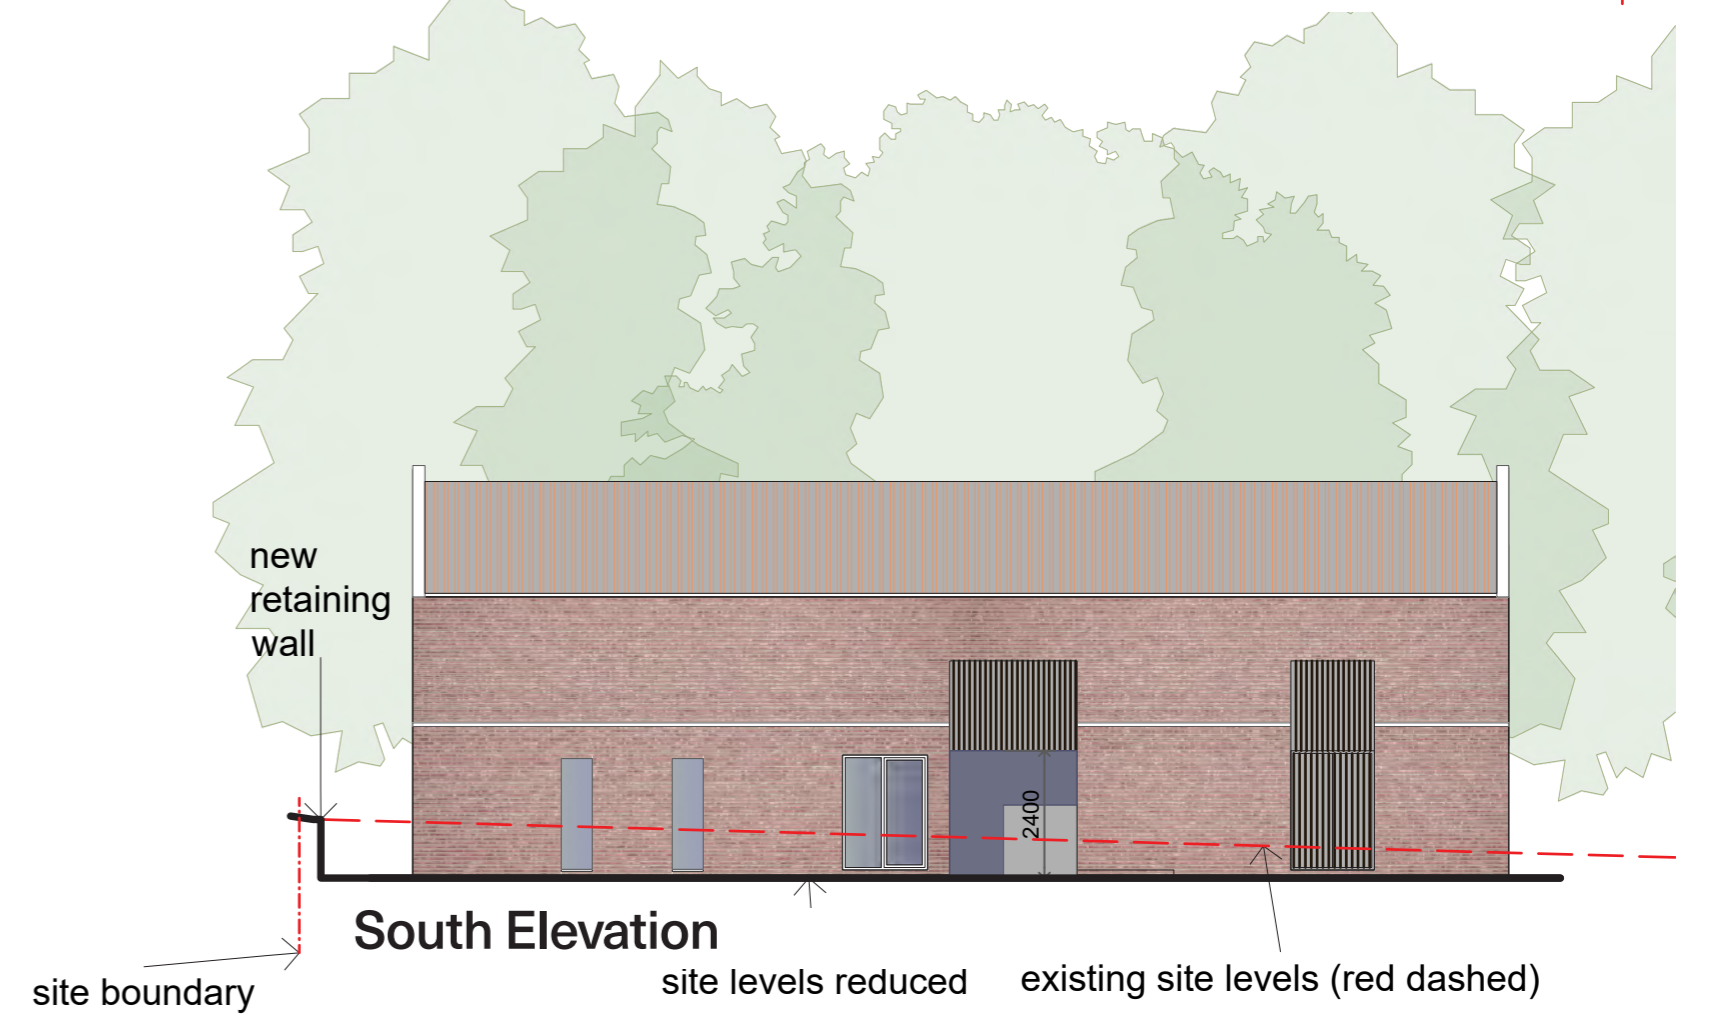 new
retaining
wall
2400
South Elevation
site levels reduced
existing site levels (red dashed)
site boundary